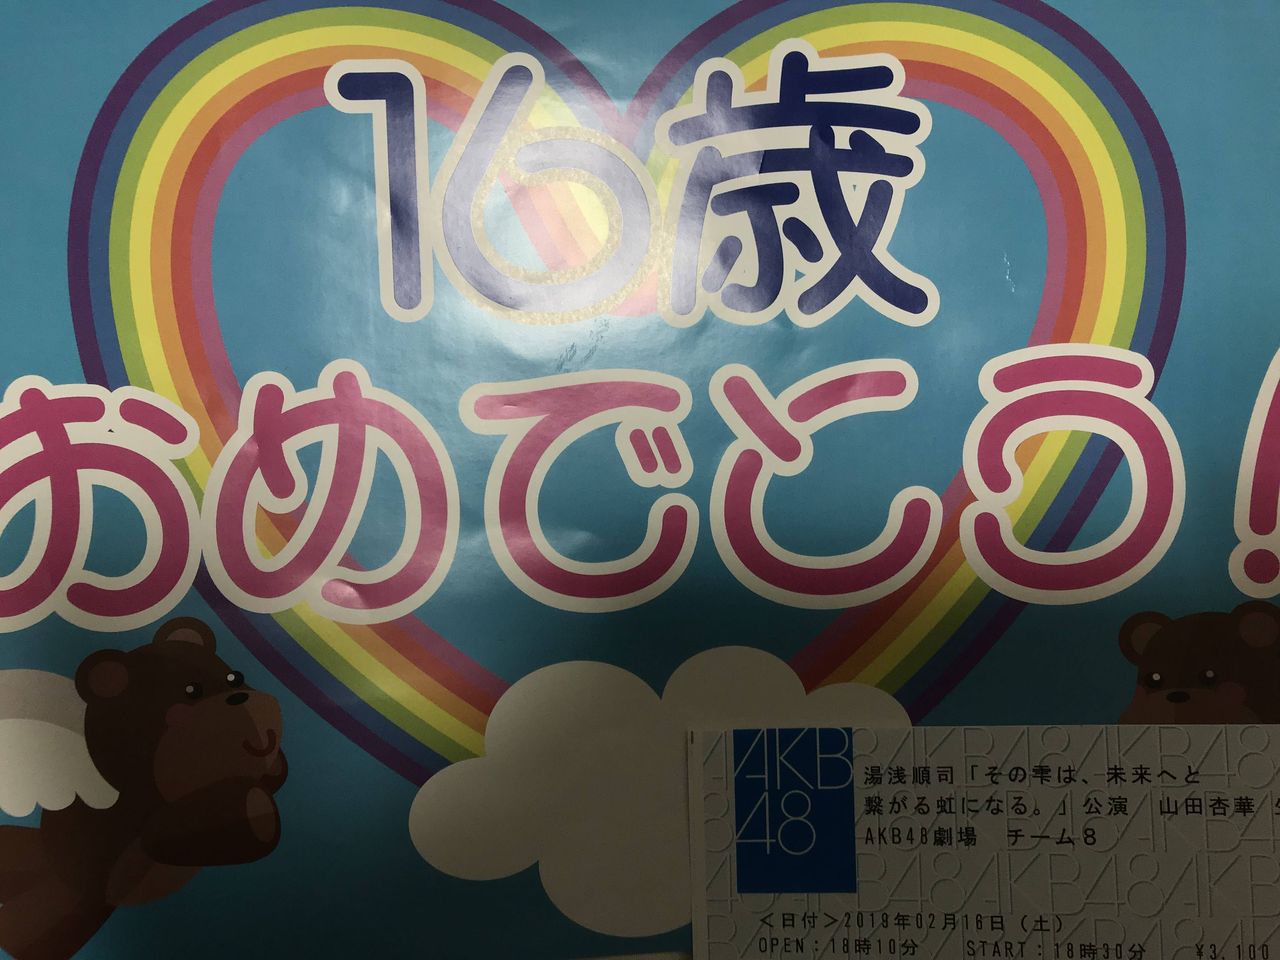 16歳
おめでとう!
AKB
48
湯浅順司「その雫は、未来へと
繋がる虹になる。」公演 山田杏華
AKB48劇場 チーム8
<日付>2019年02月16日(土)
OPEN:18時10分 START:18時30分 ¥3,100